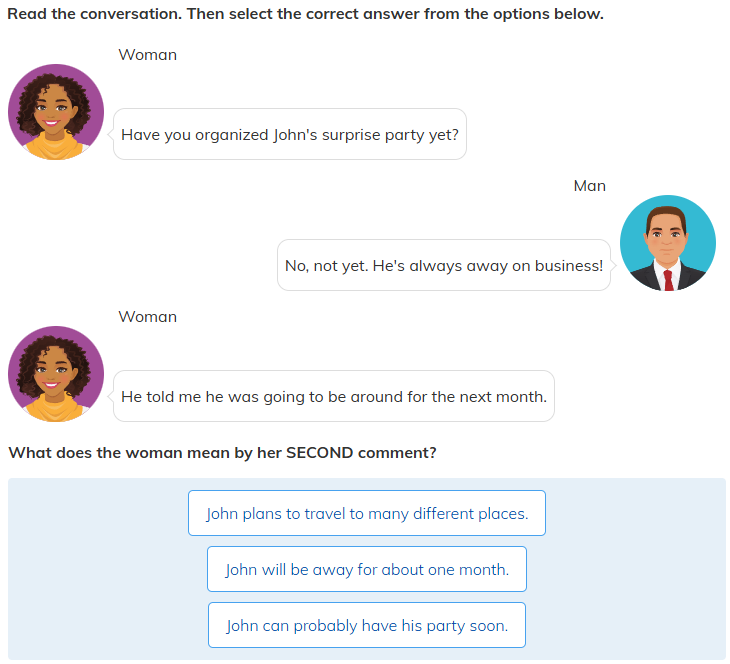 Read the conversation. Then select the correct answer from the options below.
Woman
Have you organized John's surprise party yet?
Man
No, not yet. He's always away on business!
Woman
He told me he was going to be around for the next month.
What does the woman mean by her SECOND comment?
John plans to travel to many different places.
John will be away for about one month.
John can probably have his party soon.